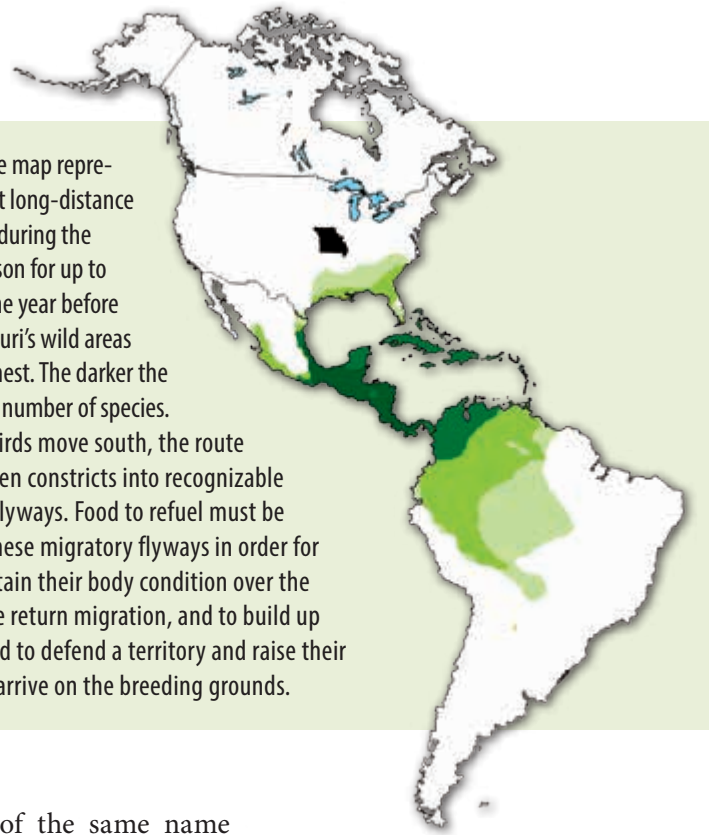 e map repre-
t long-distance
during the
son for up to
ne year before
uri's wild areas
nest. The darker the
number of species.
irds move south, the route
en constricts into recognizable
lyways. Food to refuel must be
hese migratory flyways in order for
tain their body condition over the
e return migration, and to build up
d to defend a territory and raise their
arrive on the breeding grounds.
of the same name